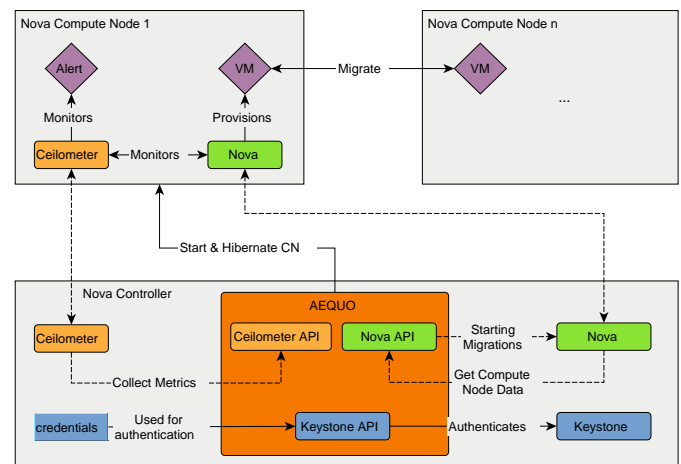 Nova Compute Node 1
Nova Compute Node n
Alert
VM
Migrate
VM
Monitors
Provisions
...
Ceilometer
Monitors
Nova
Start & Hibernate CN
Nova Controller
AEQUO
Ceilometer
Ceilometer API
Nova API
Starting
Migrations
Nova
Collect Metrics
Get Compute
Node Data
credentials
Used for
authentication
Keystone API
Authenticates
Keystone